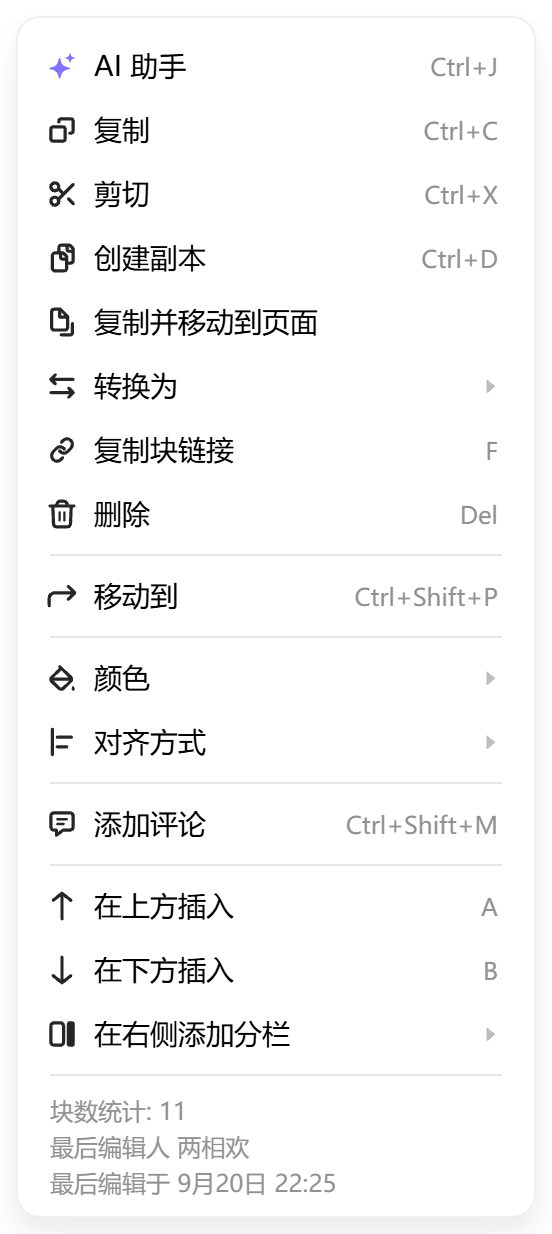 AI 助手 Ctrl+J
复制 Ctrl+C
剪切 Ctrl+X
创建副本 Ctrl+D
复制并移动到页面
转换为
复制块链接 F
删除 Del
移动到 Ctrl+Shift+P
颜色
对齐方式
添加评论 Ctrl+Shift+M
在上方插入 A
在下方插入 B
在右侧添加分栏
块数统计: 11
最后编辑人 两相欢
最后编辑于 9月20日 22:25